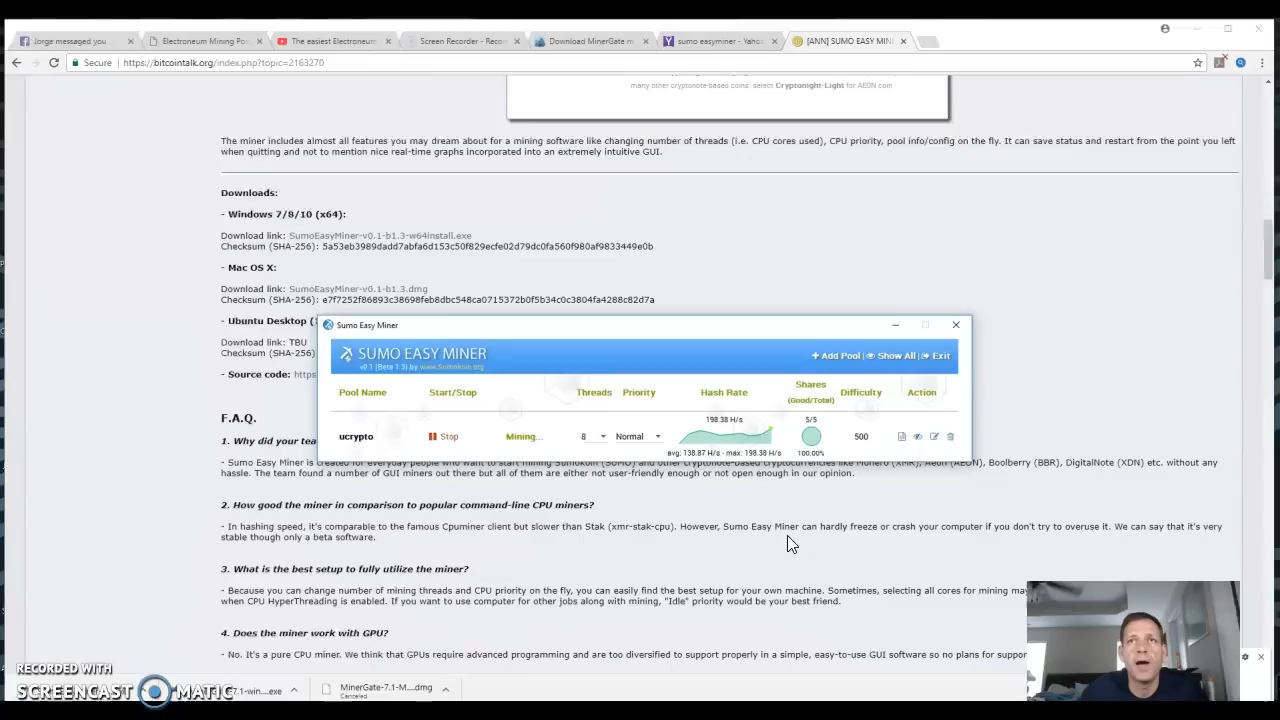 Jorge messaged you
Electroneum Mining Po
The easiest Electroneum
Screen Recorder - Reco
Download MinerGate m
sumo easyminer - Yaho
[ANN] SUMO EASY MIN
Secure
https://bitcointalk.org/index.php?topic=2163270
many other cryptonote-based coins: select Cryptonight-Light for AEON coin
The miner includes almost all features you may dream about for a mining software like changing number of threads (i.e. CPU cores used), CPU priority, pool info/config on the fly. It can save status and restart from the point you left
when quitting and not to mention nice real-time graphs incorporated into an extremely intuitive GUI.
Downloads:
- Windows 7/8/10 (x64):
Download link: SumoEasyMiner-v0.1-b1.3-w64install.exe
Checksum (SHA-256): 5a53eb3989dadd7abfa6d153c50f829ecfe02d79dc0fa560f980af9833449e0b
- Mac OS X:
Download link: SumoEasyMiner-v0.1-b1.3.dmg
Checksum (SHA-256): e7f7252f86893c38698feb8dbc548ca0715372b0f5b34c0c3804fa4288c82d7a
- Ubuntu Desktop (
Download link: TBU
Checksum (SHA-256)
- Source code: https
Sumo Easy Miner
SUMO EASY MINER
v0.1 (Beta 1.3) by www.Sumokoin.org
Add Pool | Show All | Exit
Pool Name Start/Stop Threads Priority Hash Rate Shares (Good/Total) Difficulty Action
198.38 H/s 5/5
ucrypto Stop Mining... 8 Normal 500
avg: 138.87 H/s - max: 198.38 H/s 100.00%
F.A.Q.
1. Why did your tea
- Sumo Easy Miner is created for everyday people who want to start mining Sumokoin (SUMO) and other cryptonote-based cryptocurrencies like Monero (XMR), Aeon (AEON), Boolberry (BBR), DigitalNote (XDN) etc. without any
hassle. The team found a number of GUI miners out there but all of them are either not user-friendly enough or not open enough in our opinion.
2. How good the miner in comparison to popular command-line CPU miners?
- In hashing speed, it's comparable to the famous Cpuminer client but slower than Stak (xmr-stak-cpu). However, Sumo Easy Miner can hardly freeze or crash your computer if you don't try to overuse it. We can say that it's very
stable though only a beta software.
3. What is the best setup to fully utilize the miner?
- Because you can change number of mining threads and CPU priority on the fly, you can easily find the best setup for your own machine. Sometimes, selecting all cores for mining may
when CPU HyperThreading is enabled. If you want to use computer for other jobs along with mining, "Idle" priority would be your best friend.
4. Does the miner work with GPU?
- No. It's a pure CPU miner. We think that GPUs require advanced programming and are too diversified to support properly in a simple, easy-to-use GUI software so no plans for suppor
RECORDED WITH
SCREENCAST MATIC
7.1-win....exe
MinerGate-7.1-M....dmg
Canceled